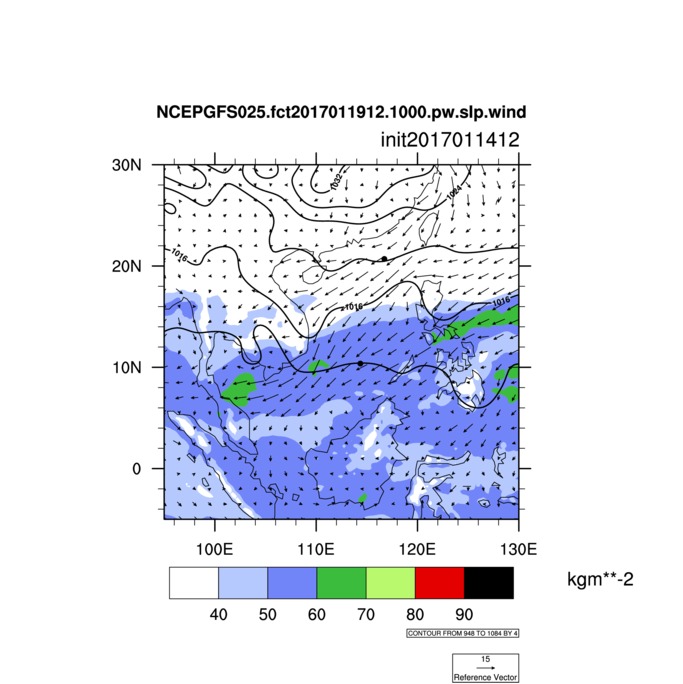 NCEPGFS025.fct2017011912.1000.pw.slp.wind
init2017011412
30N
20N
10N
0
1032
1024
1016
1016
1016
100E 110E 120E 130E
kgm**-2
40 50 60 70 80 90
CONTOUR FROM 948 TO 1084 BY 4
15
Reference Vector